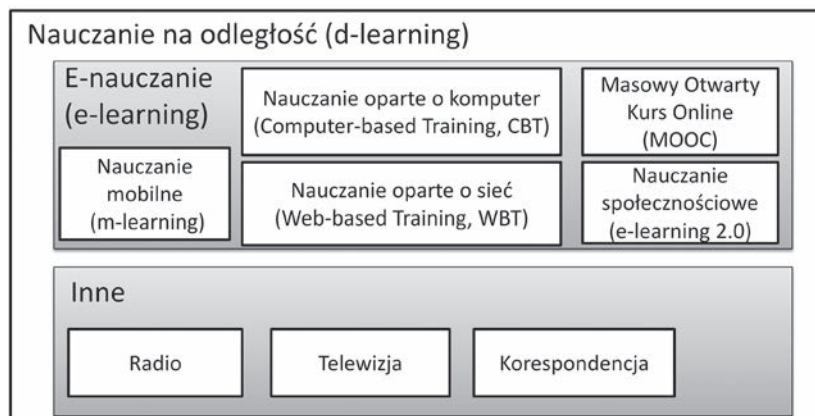 Nauczanie na odległość (d-learning)
E-nauczanie
(e-learning)
Nauczanie
mobilne
(m-learning)
Nauczanie oparte o komputer
(Computer-based Training, CBT)
Nauczanie oparte o sieć
(Web-based Training, WBT)
Masowy Otwarty
Kurs Online
(MOOC)
Nauczanie
społecznościowe
(e-learning 2.0)
Inne
Radio
Telewizja
Korespondencja